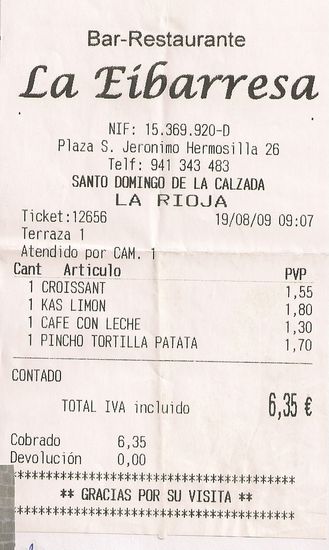 Bar-Restaurante
La Eibarresa
NIF: 15.369.920-D
Plaza S. Jeronimo Hermosilla 26
Telf: 941 343 483
SANTO DOMINGO DE LA CALZADA
LA RIOJA
Ticket:12656 19/08/09 09:07
Terraza 1
Atendido por CAM. 1
Cant Articulo PVP
1 CROISSANT 1,55
1 KAS LIMON 1,80
1 CAFE CON LECHE 1,30
1 PINCHO TORTILLA PATATA 1,70
CONTADO
TOTAL IVA incluido 6,35 €
Cobrado 6,35
Devolución 0,00
****************************************
** GRACIAS POR SU VISITA **
****************************************